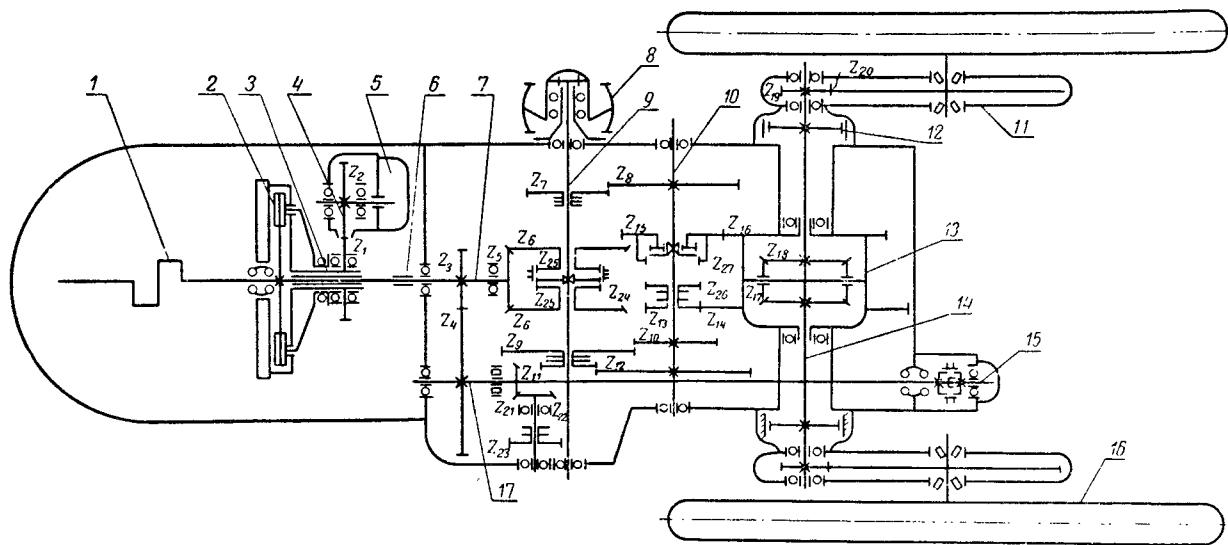 1
2
3
4
5
6
7
8
9
10
11
12
13
14
15
16
17
Z₁
Z₂
Z₃
Z₄
Z₅
Z₆
Z₆
Z₇
Z₈
Z₉
Z₁₀
Z₁₁
Z₁₂
Z₁₃
Z₁₄
Z₁₅
Z₁₆
Z₁₇
Z₁₈
Z₁₉
Z₂₀
Z₂₁
Z₂₂
Z₂₃
Z₂₄
Z₂₅
Z₂₅
Z₂₆
Z₂₇